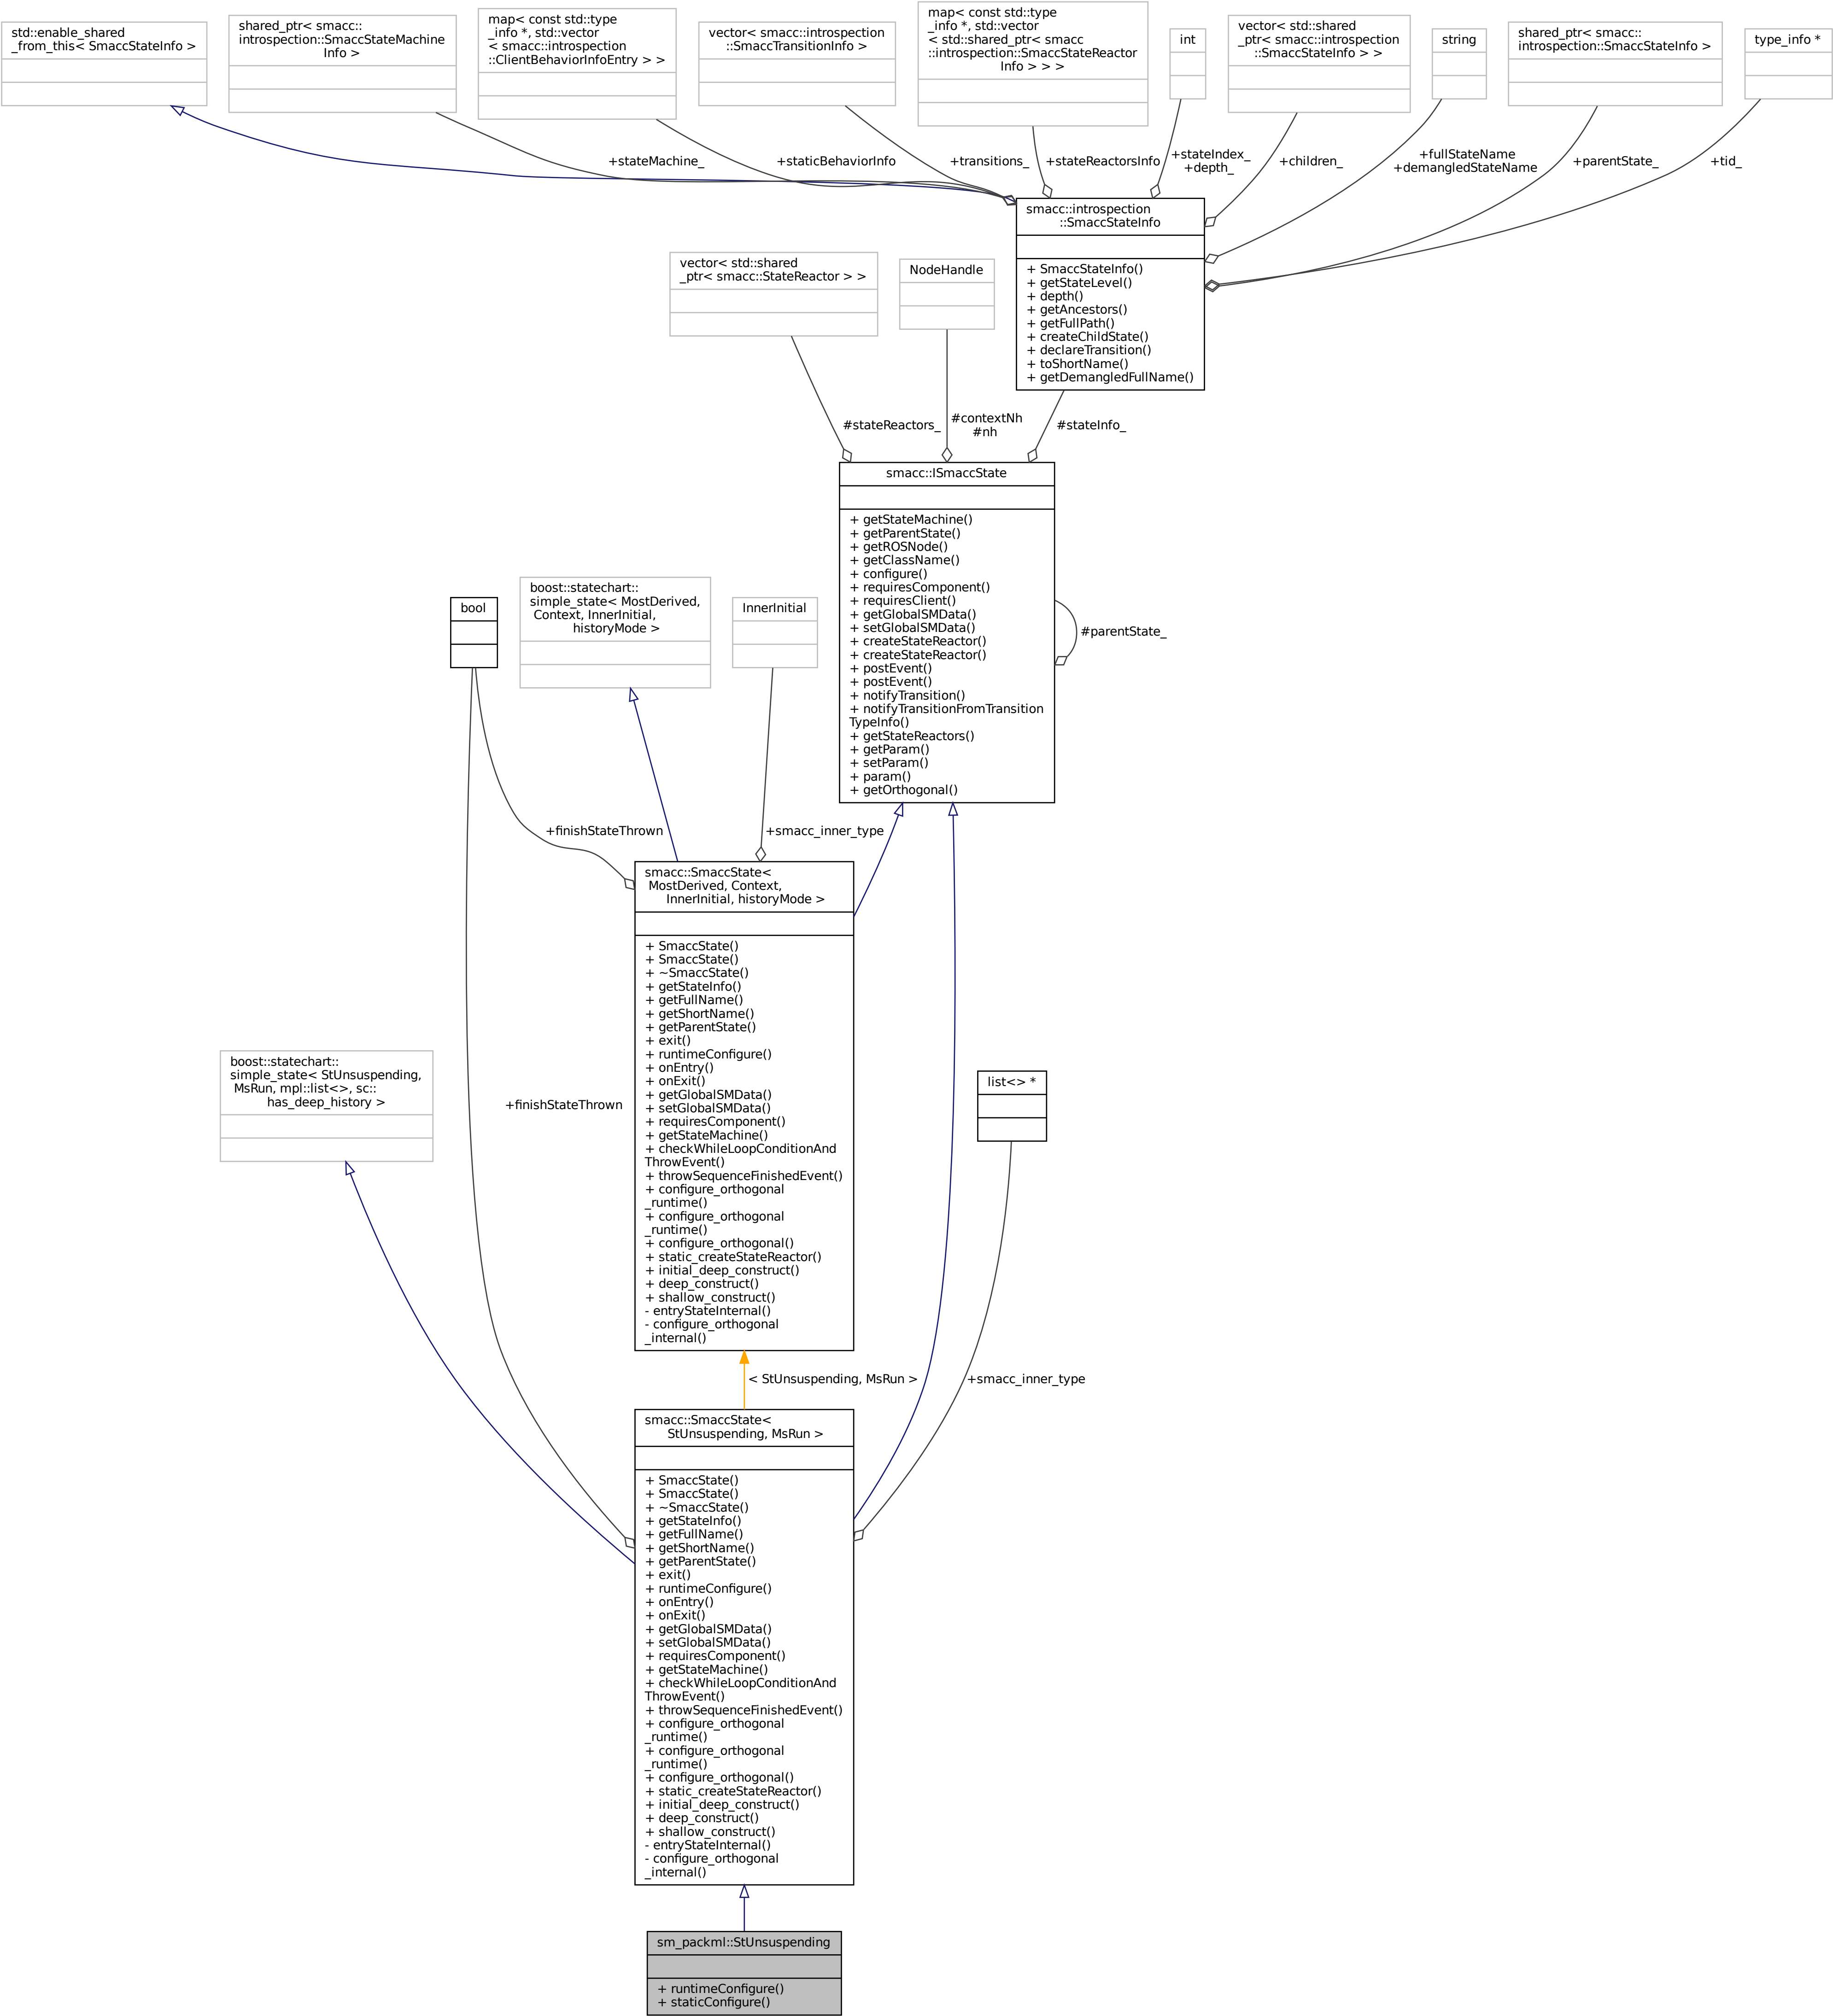 std::enable_shared
_from_this< SmaccStateInfo >
shared_ptr< smacc::
introspection::SmaccStateMachine
Info >
map< const std::type
_info *, std::vector
< smacc::introspection
::ClientBehaviorInfoEntry > >
vector< smacc::introspection
::SmaccTransitionInfo >
map< const std::type
_info *, std::vector
< std::shared_ptr< smacc
::introspection::SmaccStateReactor
Info > > >
int
vector< std::shared
_ptr< smacc::introspection
::SmaccStateInfo > >
string
shared_ptr< smacc::
introspection::SmaccStateInfo >
type_info *
+stateMachine_
+staticBehaviorInfo
+transitions_
+stateReactorsInfo
+stateIndex_
+depth_
+children_
+fullStateName
+demangledStateName
+parentState_
+tid_
smacc::introspection
::SmaccStateInfo
+ SmaccStateInfo()
+ getStateLevel()
+ depth()
+ getAncestors()
+ getFullPath()
+ createChildState()
+ declareTransition()
+ toShortName()
+ getDemangledFullName()
vector< std::shared
_ptr< smacc::StateReactor > >
NodeHandle
#stateReactors_
#contextNh
#nh
#stateInfo_
smacc::ISmaccState
+ getStateMachine()
+ getParentState()
+ getROSNode()
+ getClassName()
+ configure()
+ requiresComponent()
+ requiresClient()
+ getGlobalSMData()
+ setGlobalSMData()
+ createStateReactor()
+ createStateReactor()
+ postEvent()
+ postEvent()
+ notifyTransition()
+ notifyTransitionFromTransition
TypeInfo()
+ getStateReactors()
+ getParam()
+ setParam()
+ param()
+ getOrthogonal()
#parentState_
bool
boost::statechart::
simple_state< MostDerived,
Context, InnerInitial,
historyMode >
InnerInitial
+finishStateThrown
+smacc_inner_type
smacc::SmaccState<
MostDerived, Context,
InnerInitial, historyMode >
+ SmaccState()
+ SmaccState()
+ ~SmaccState()
+ getStateInfo()
+ getFullName()
+ getShortName()
+ getParentState()
+ exit()
+ runtimeConfigure()
+ onEntry()
+ onExit()
+ getGlobalSMData()
+ setGlobalSMData()
+ requiresComponent()
+ getStateMachine()
+ checkWhileLoopConditionAnd
ThrowEvent()
+ throwSequenceFinishedEvent()
+ configure_orthogonal
_runtime()
+ configure_orthogonal
_runtime()
+ configure_orthogonal()
+ static_createStateReactor()
+ initial_deep_construct()
+ deep_construct()
+ shallow_construct()
- entryStateInternal()
- configure_orthogonal
_internal()
boost::statechart::
simple_state< StUnsuspending,
MsRun, mpl::list<>, sc::
has_deep_history >
+finishStateThrown
list<> *
< StUnsuspending, MsRun >
+smacc_inner_type
smacc::SmaccState<
StUnsuspending, MsRun >
+ SmaccState()
+ SmaccState()
+ ~SmaccState()
+ getStateInfo()
+ getFullName()
+ getShortName()
+ getParentState()
+ exit()
+ runtimeConfigure()
+ onEntry()
+ onExit()
+ getGlobalSMData()
+ setGlobalSMData()
+ requiresComponent()
+ getStateMachine()
+ checkWhileLoopConditionAnd
ThrowEvent()
+ throwSequenceFinishedEvent()
+ configure_orthogonal
_runtime()
+ configure_orthogonal
_runtime()
+ configure_orthogonal()
+ static_createStateReactor()
+ initial_deep_construct()
+ deep_construct()
+ shallow_construct()
- entryStateInternal()
- configure_orthogonal
_internal()
sm_packml::StUnsuspending
+ runtimeConfigure()
+ staticConfigure()